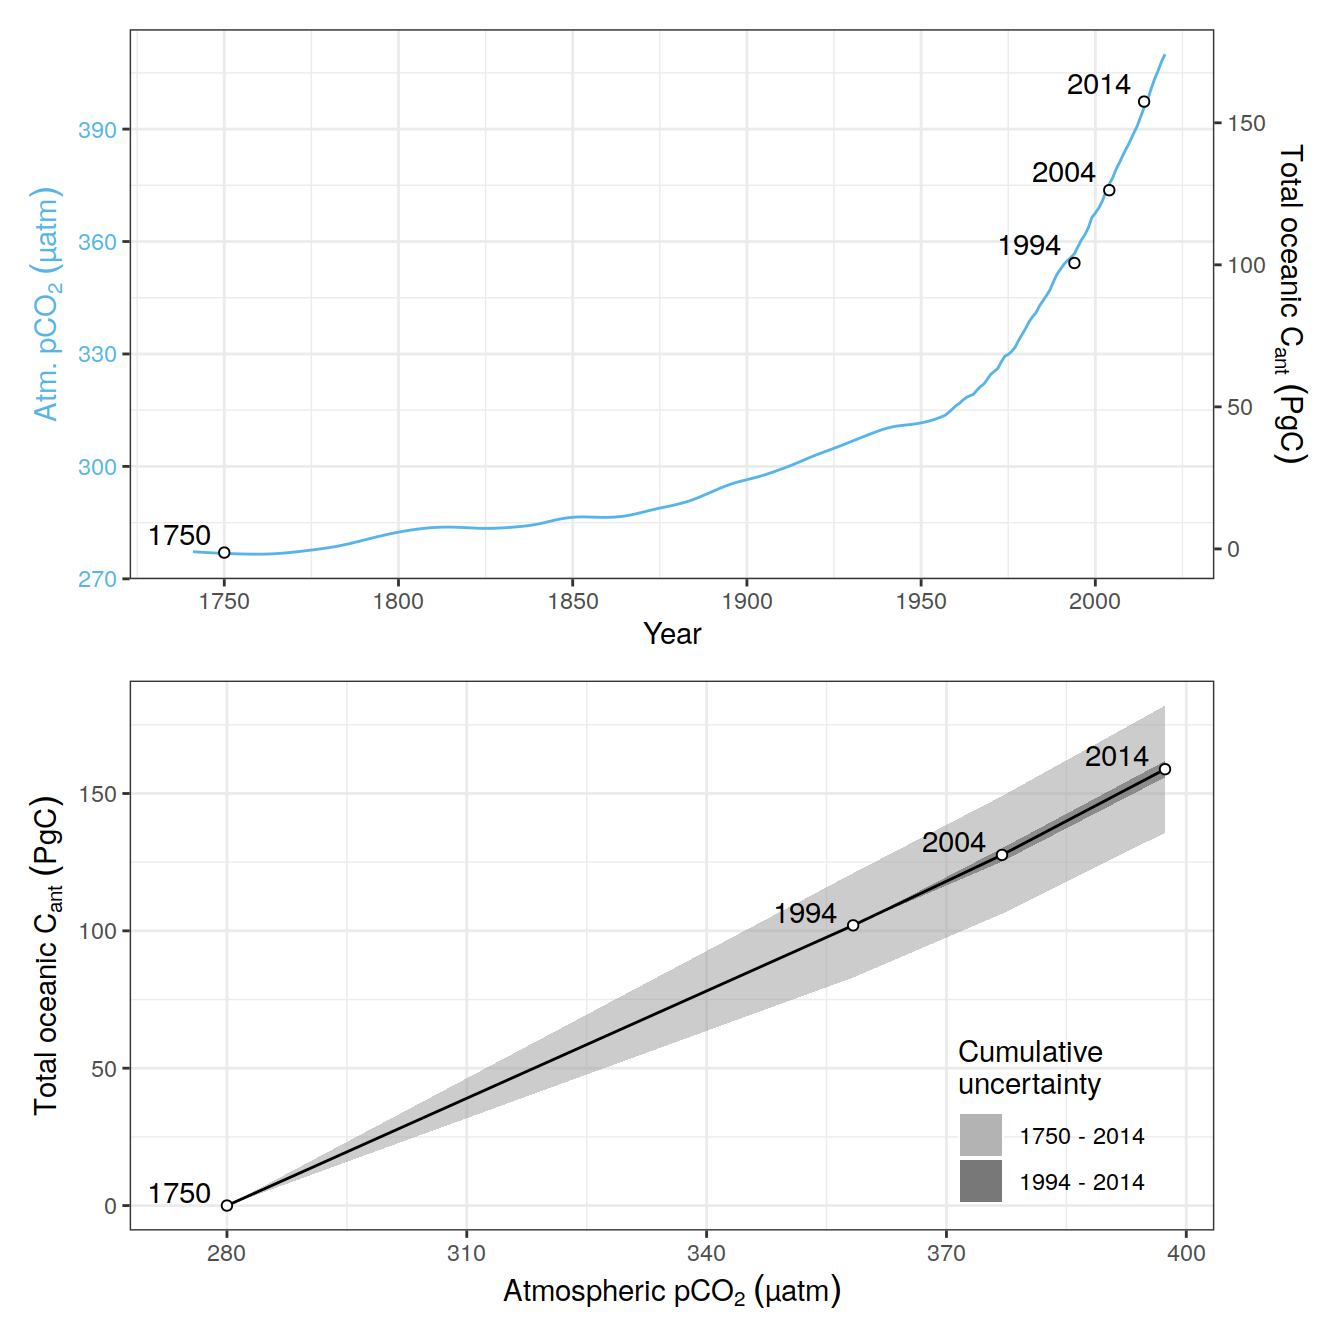 2014
2004
1994
1750
390
360
330
300
270
Atm. pCO2 (µatm)
150
100
50
0
Total oceanic Cant (PgC)
1750 1800 1850 1900 1950 2000
Year
2014
2004
1994
1750
150
100
50
0
Total oceanic Cant (PgC)
Cumulative
uncertainty
1750 - 2014
1994 - 2014
280 310 340 370 400
Atmospheric pCO2 (µatm)